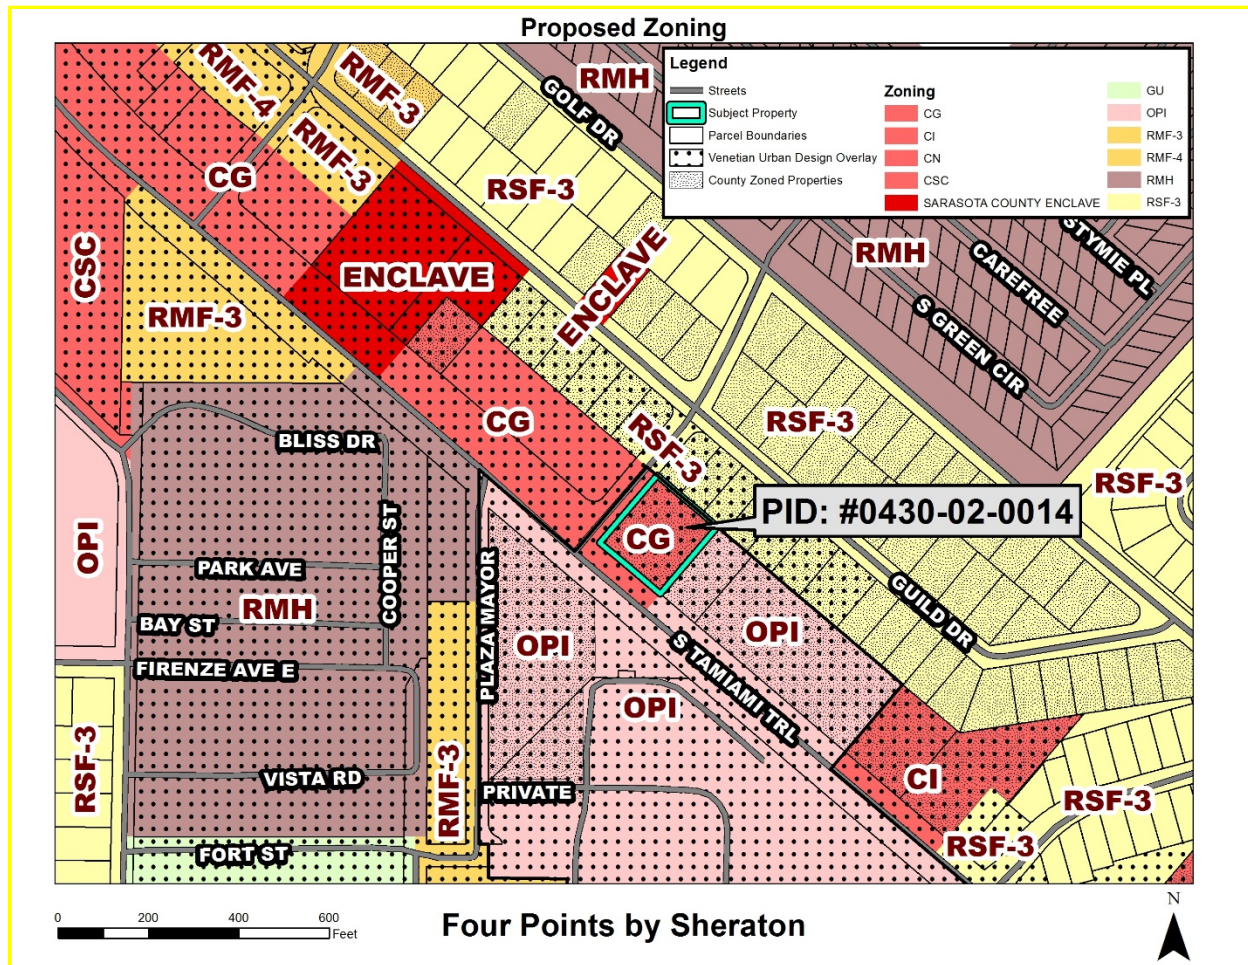 Proposed Zoning
Legend
Streets
Subject Property
Parcel Boundaries
Venetian Urban Design Overlay
County Zoned Properties
Zoning
CG
CI
CN
CSC
SARASOTA COUNTY ENCLAVE
GU
OPI
RMF-3
RMF-4
RMH
RSF-3
RMF-4
RMF-3
RMF-3
GOLF DR
RMH
CG
RSF-3
CSC
ENCLAVE
ENCLAVE
RMH
STYMIE PL
CAREFREE
S GREEN CIR
RMF-3
CG
RSF-3
RSF-3
RSF-3
BLISS DR
PID: #0430-02-0014
CG
OPI
COOPER ST
PARK AVE
RMH
BAY ST
FIRENZE AVE E
PLAZA MAYOR
OPI
OPI
GUILD DR
S TAMIAMI TRL
OPI
RSF-3
VISTA RD
RMF-3
PRIVATE
CI
RSF-3
RSF-3
FORT ST
0 200 400 600
Feet
Four Points by Sheraton
N